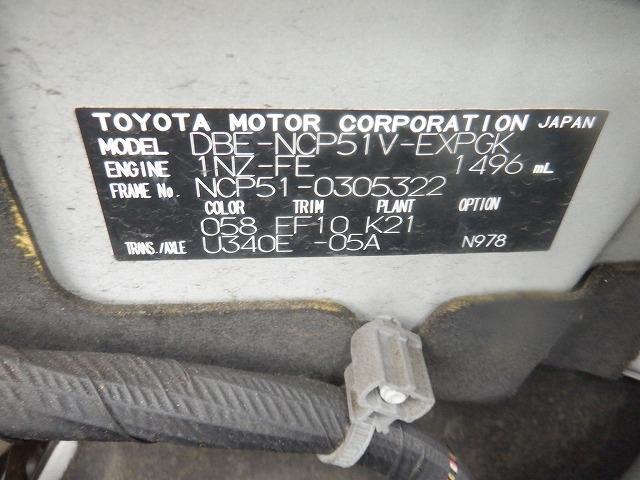 TOYOTA MOTOR CORPORATION JAPAN
MODEL DBE-NCP51V-EXPGK
ENGINE 1NZ-FE 1496 mL
FRAME No. NCP51-0305322
COLOR TRIM PLANT OPTION
058 FF10 K21
TRANS./AXLE U340E -05A N978